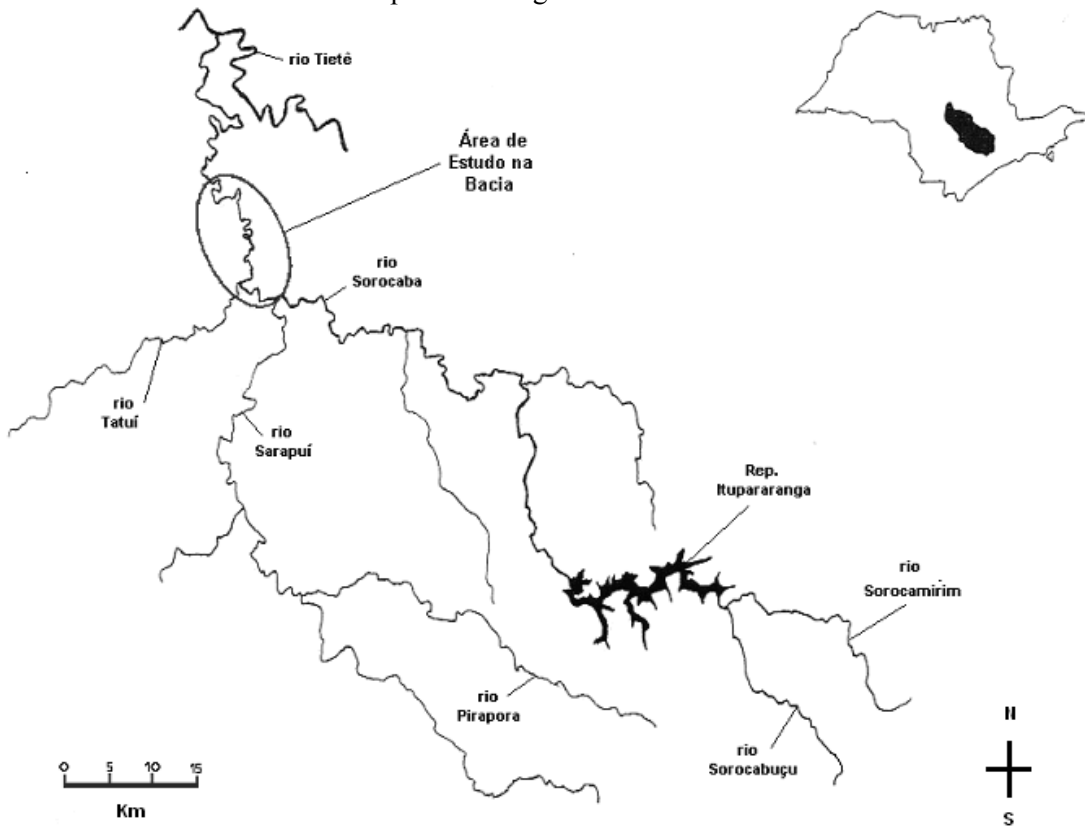 rio Tietê
Área de
Estudo na
Bacia
rio
Sorocaba
rio
Tatuí
rio
Sarapuí
Rep.
Itupararanga
rio
Sorocamirim
rio
Pirapora
rio
Sorocabuçu
0 5 10 15
Km
N
S